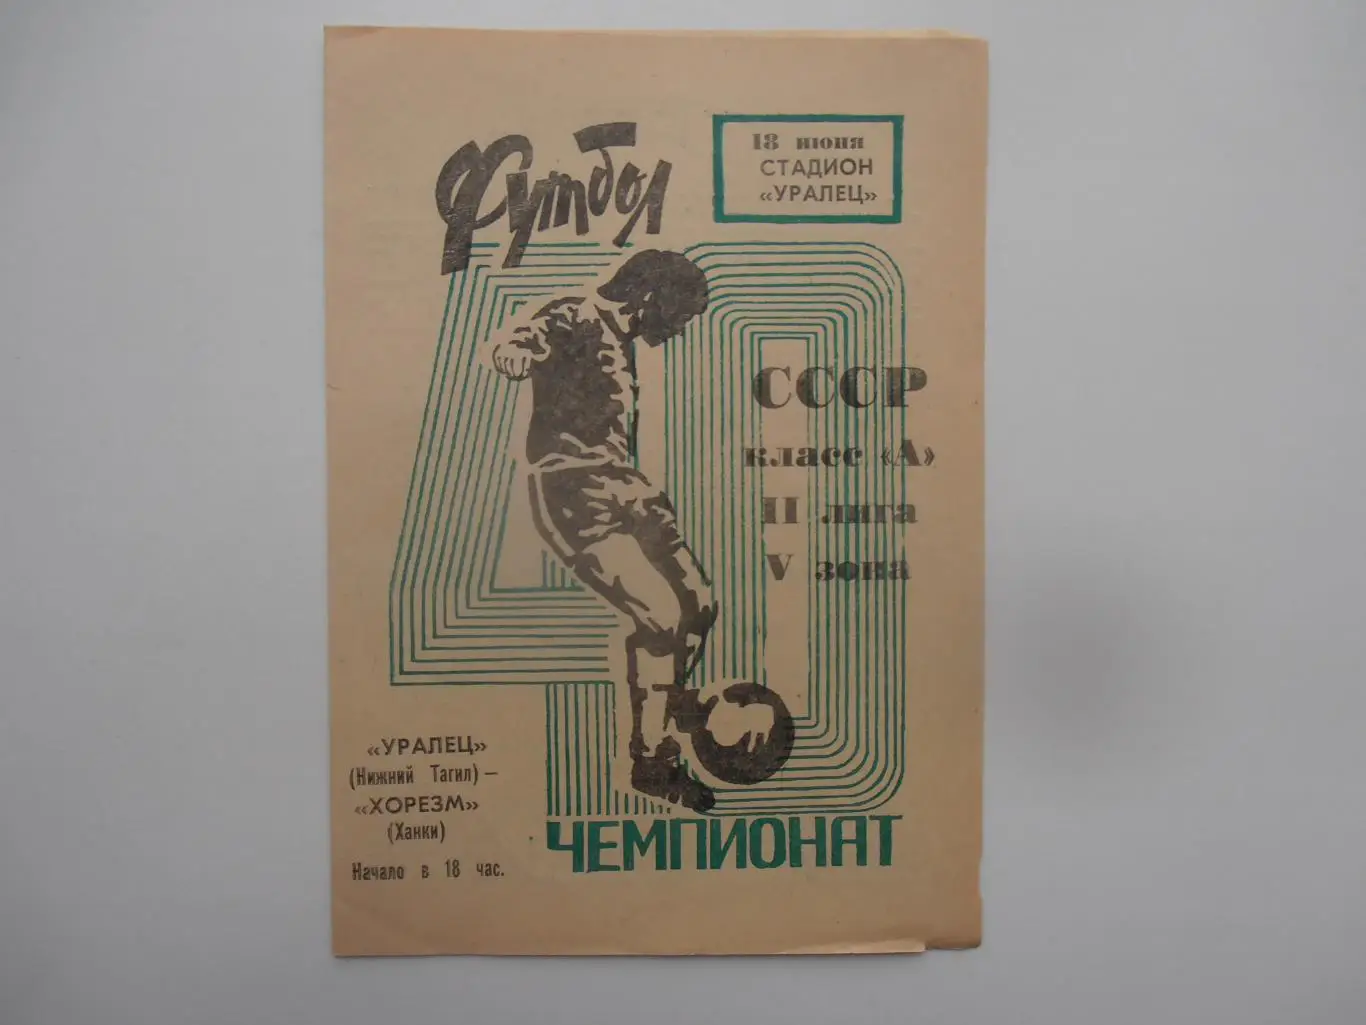 Футбол
18 июня
СТАДИОН
«УРАЛЕЦ»
40
СССР
класс «А»
II лига
V зона
«УРАЛЕЦ»
(Нижний Тагил) —
«ХОРЕЗМ»
(Ханки)
Начало в 18 час.
ЧЕМПИОНАТ